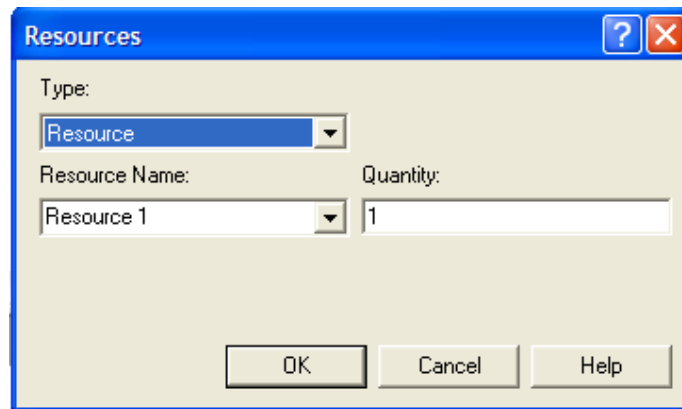 Resources ?
Type:
Resource
Resource Name: Quantity:
Resource 1 1
OK Cancel Help